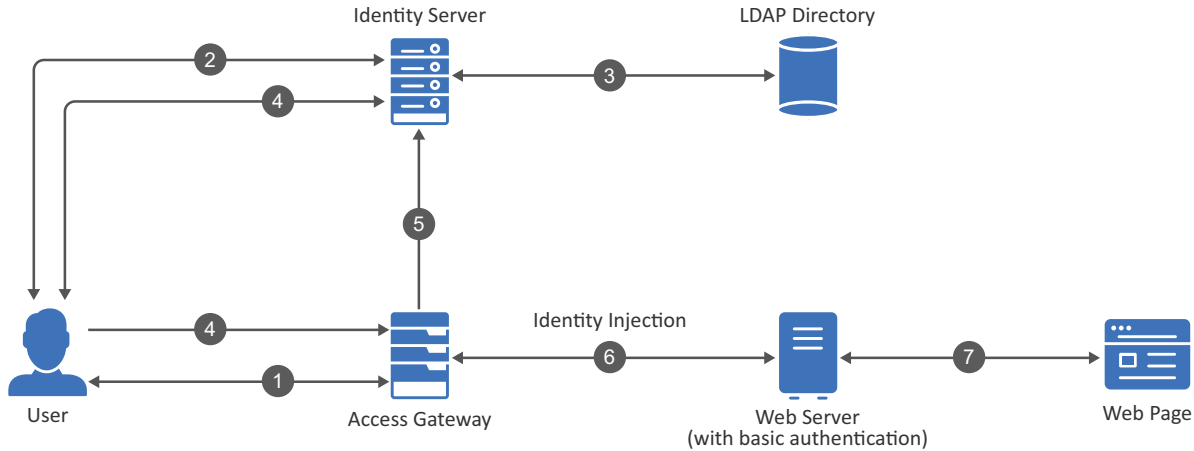 Identity Server
LDAP Directory
2
3
4
5
Identity Injection
4
6
7
1
User
Access Gateway
Web Server
(with basic authentication)
Web Page